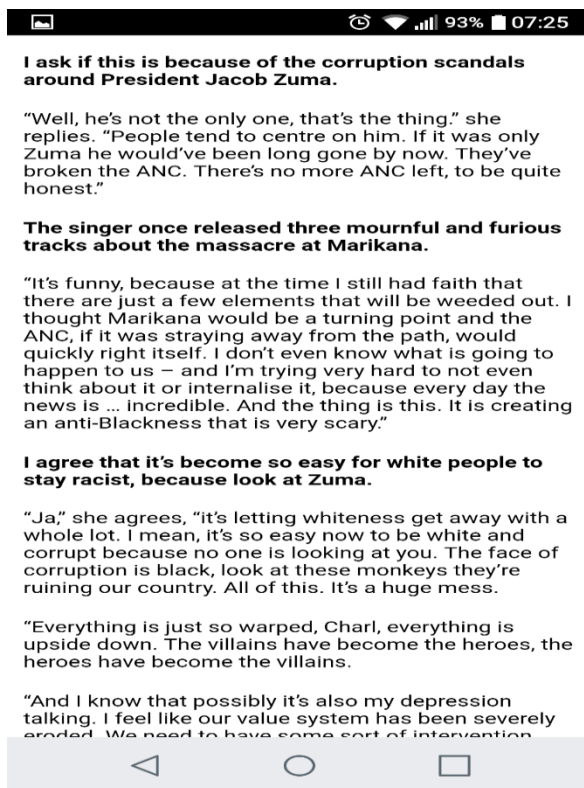 93% 07:25
I ask if this is because of the corruption scandals
around President Jacob Zuma.
“Well, he’s not the only one, that’s the thing.” she
replies. “People tend to centre on him. If it was only
Zuma he would’ve been long gone by now. They’ve
broken the ANC. There’s no more ANC left, to be quite
honest.”
The singer once released three mournful and furious
tracks about the massacre at Marikana.
“It’s funny, because at the time I still had faith that
there are just a few elements that will be weeded out. I
thought Marikana would be a turning point and the
ANC, if it was straying away from the path, would
quickly right itself. I don’t even know what is going to
happen to us – and I’m trying very hard to not even
think about it or internalise it, because every day the
news is ... incredible. And the thing is this. It is creating
an anti-Blackness that is very scary.”
I agree that it’s become so easy for white people to
stay racist, because look at Zuma.
“Ja,” she agrees, “it’s letting whiteness get away with a
whole lot. I mean, it’s so easy now to be white and
corrupt because no one is looking at you. The face of
corruption is black, look at these monkeys they’re
ruining our country. All of this. It’s a huge mess.
“Everything is just so warped, Charl, everything is
upside down. The villains have become the heroes, the
heroes have become the villains.
“And I know that possibly it’s also my depression
talking. I feel like our value system has been severely
eroded. We need to have some sort of intervention